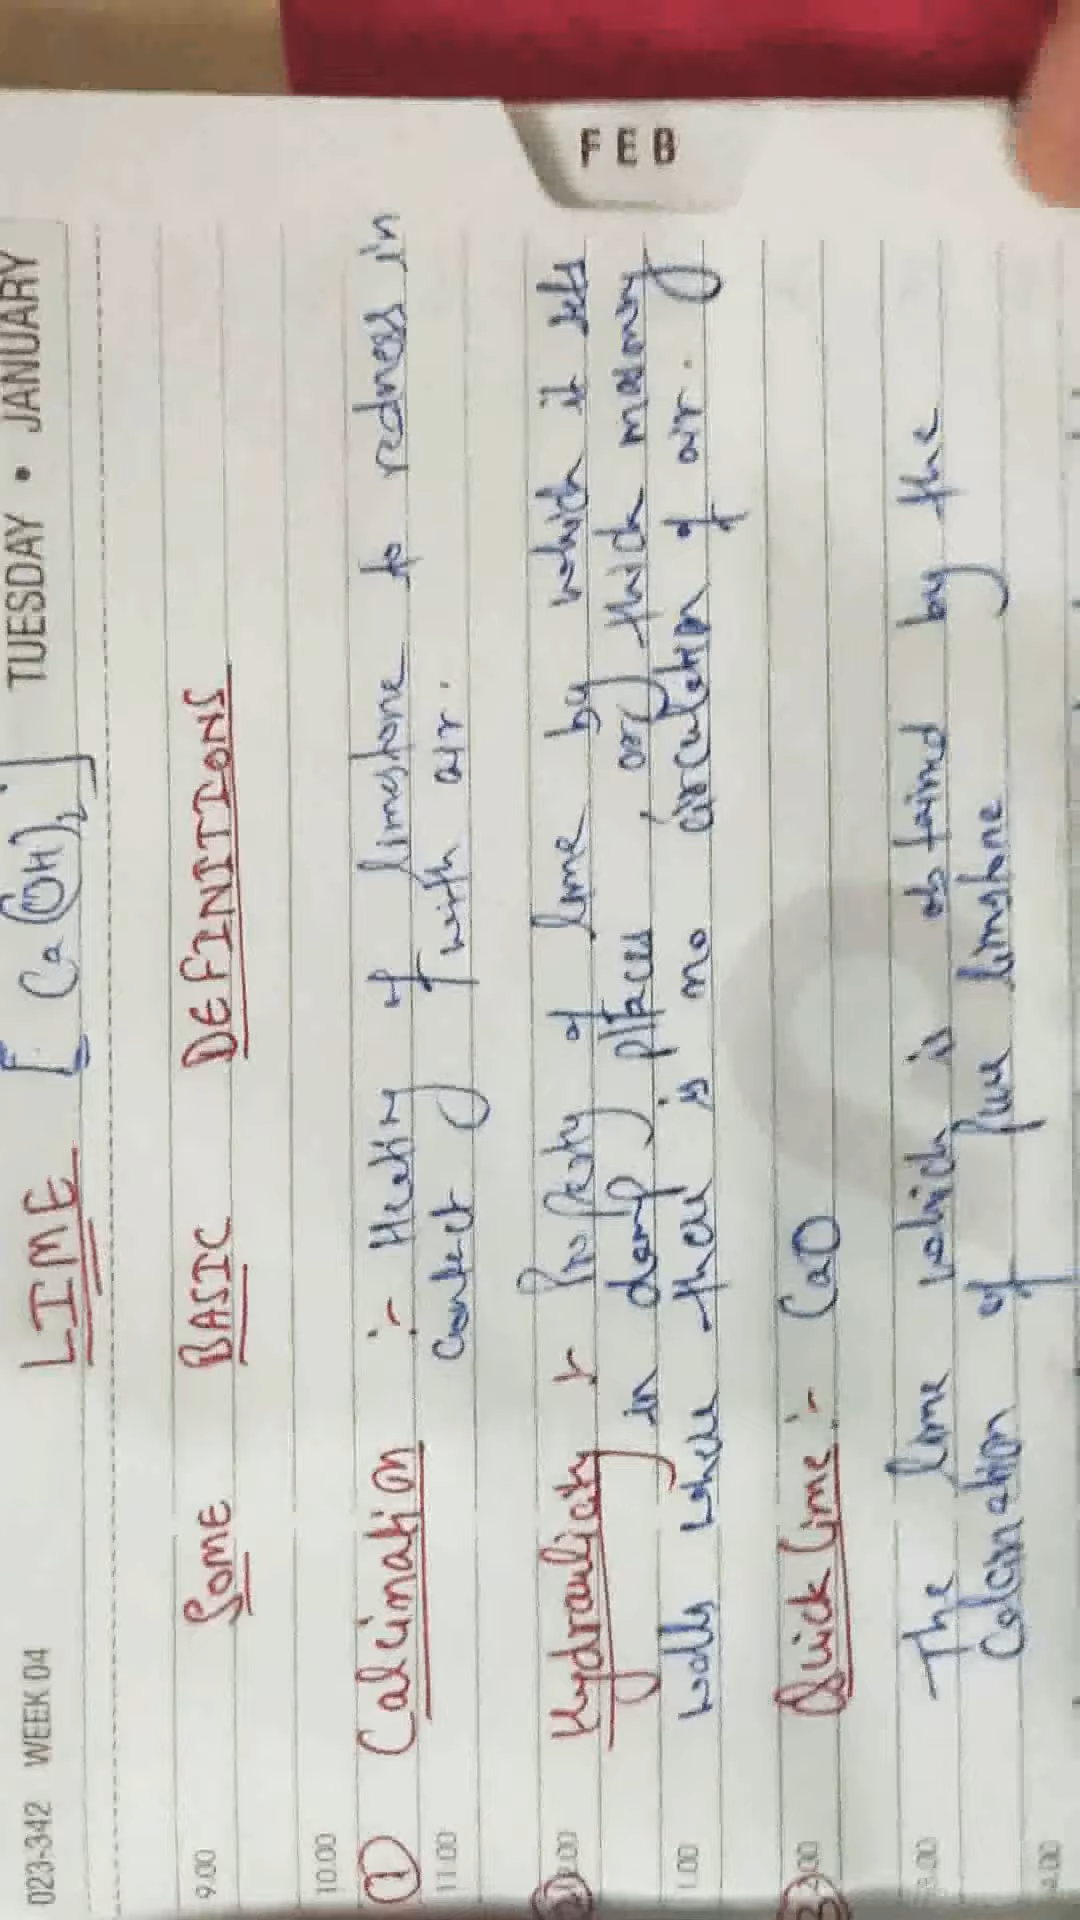 023-342 WEEK 04 TUESDAY • JANUARY
LIME [Ca(OH)2]
FEB
9.00 SOME BASIC DEFINITIONS
10.00
① Calcination :- Heating of limestone to redness in
11.00 contact with air.
② Hydraulicity :- Property of lime by which it sets
in damp places, or thick masonry
1.00 walls where there is no circulation of air.
③ Quick lime :- CaO
3.00 The lime which is obtained by the
Calcination of pure limestone
4.00